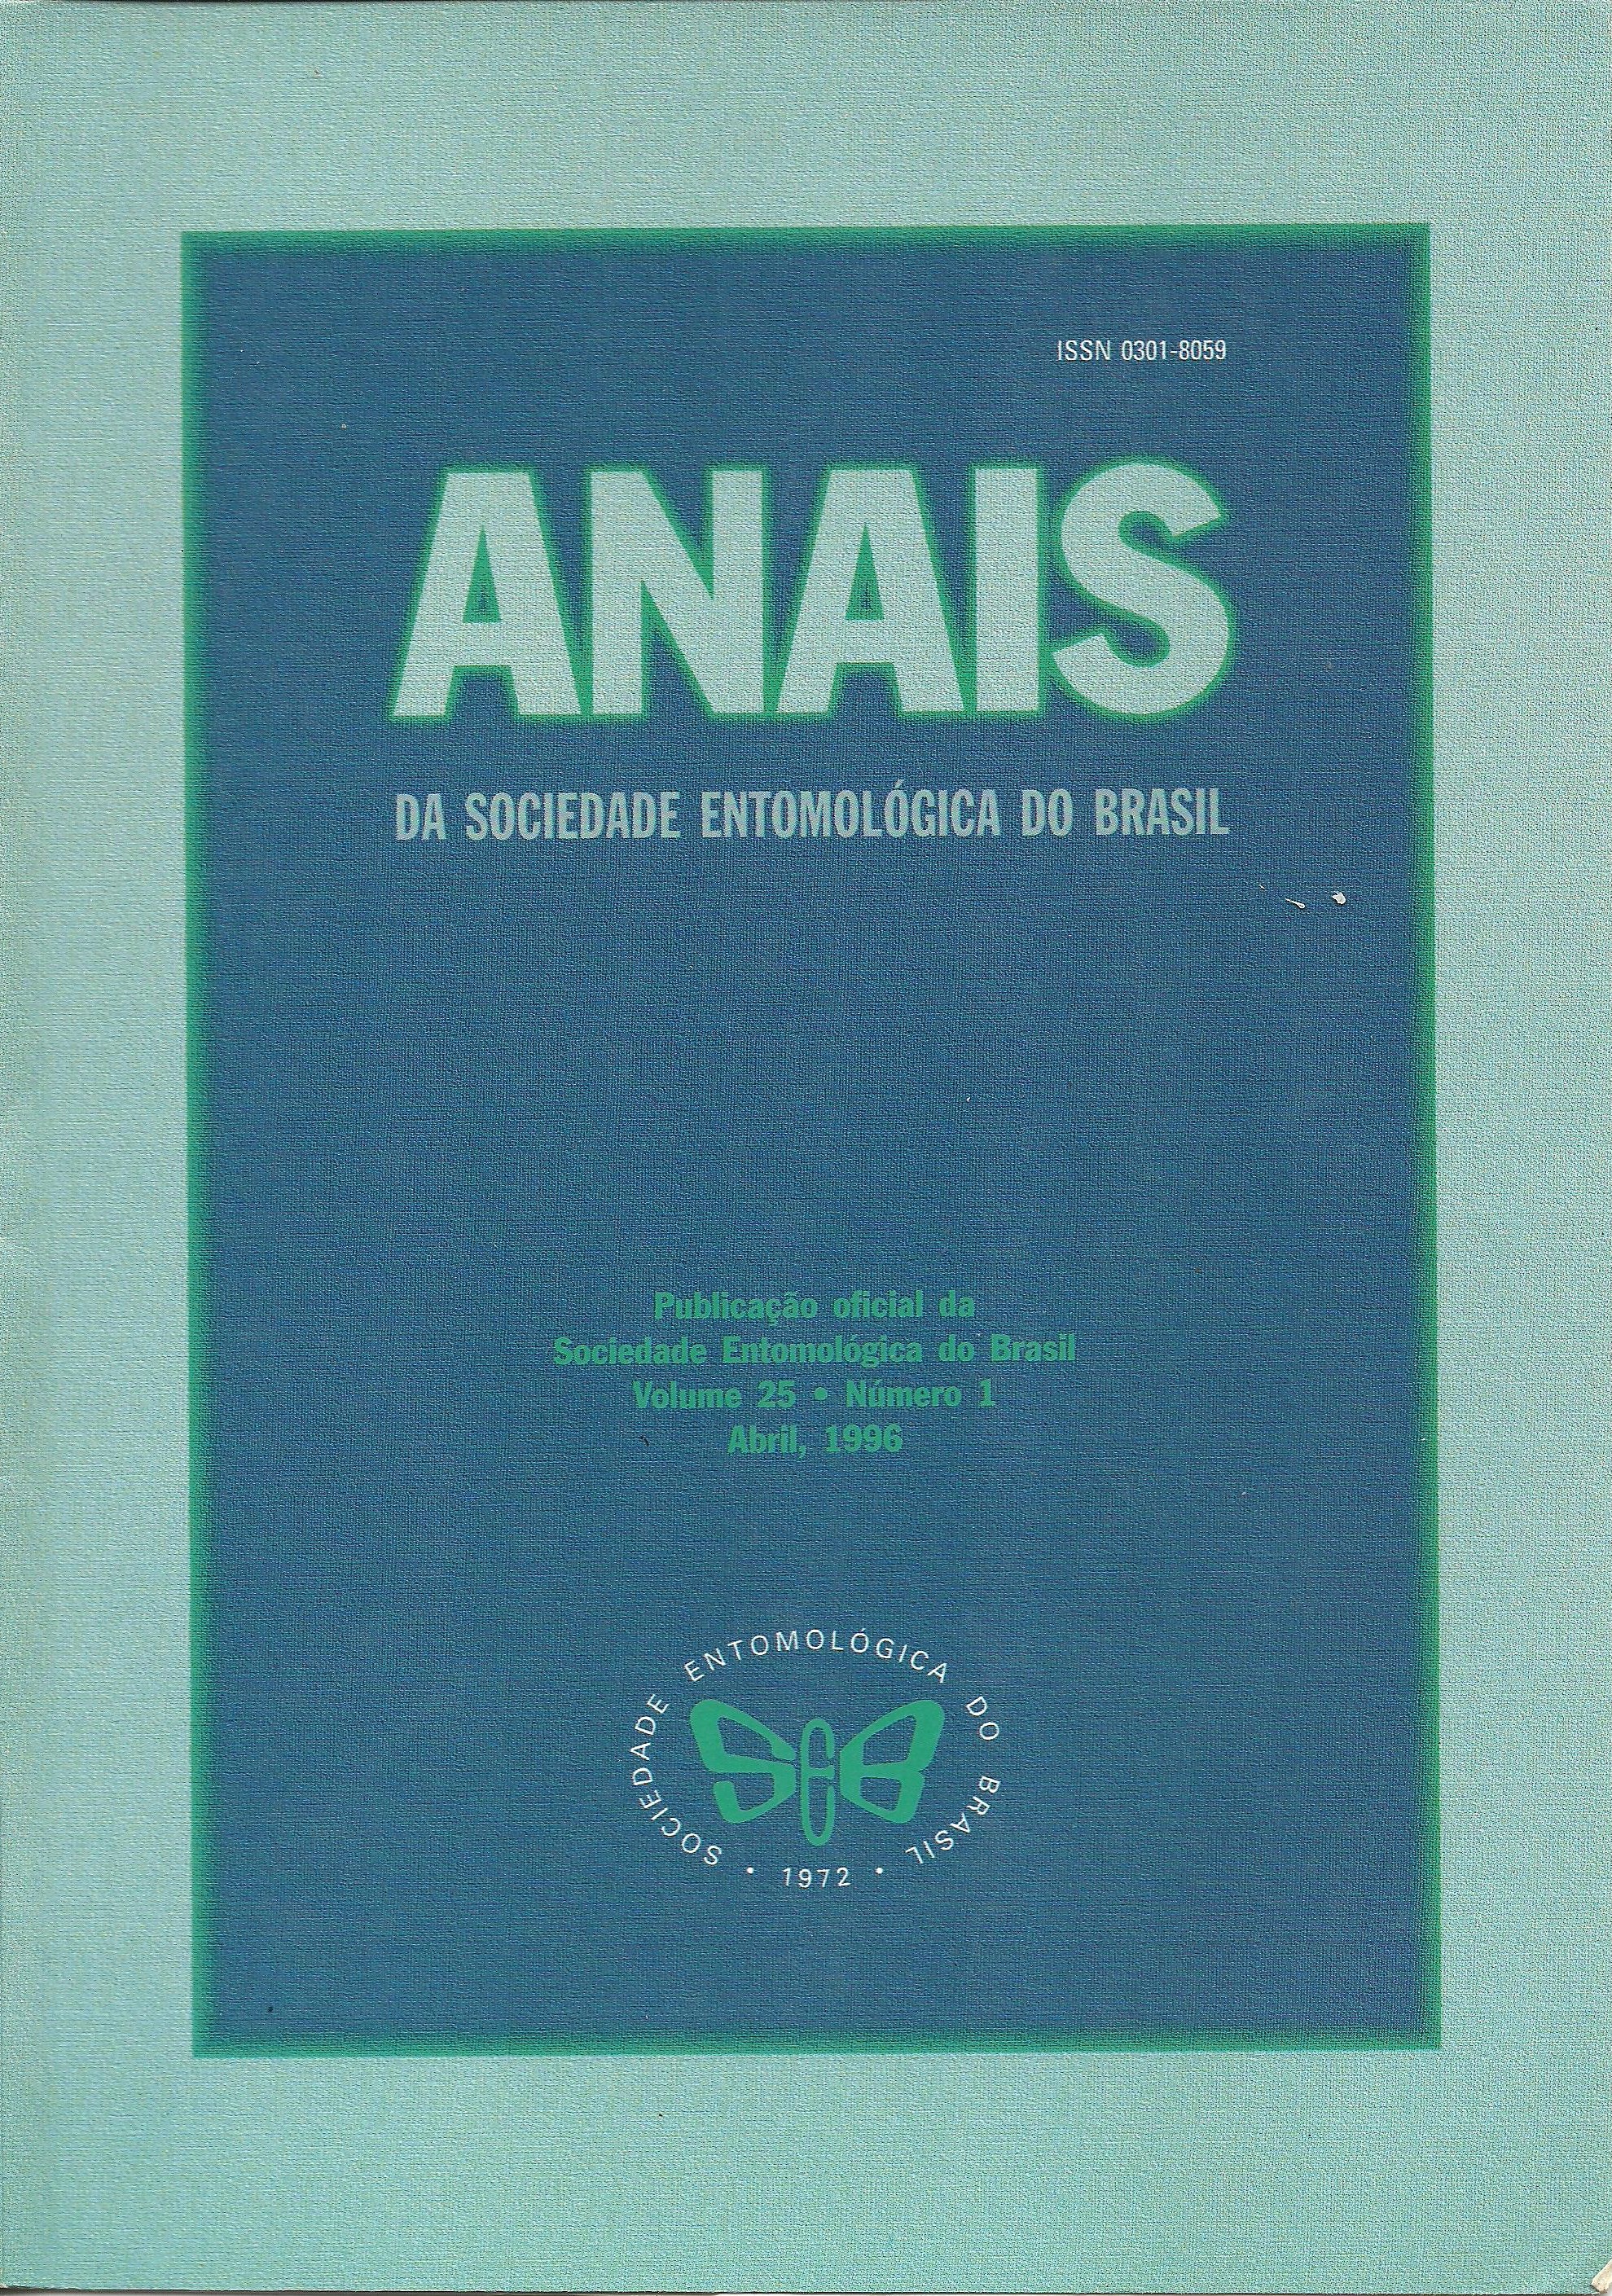 ISSN 0301-8059
ANAIS
DA SOCIEDADE ENTOMOLÓGICA DO BRASIL
Publicação oficial da
Sociedade Entomológica do Brasil
Volume 25 • Número 1
Abril, 1996
SOCIEDADE ENTOMOLÓGICA DO BRASIL
SEB
• 1972 •